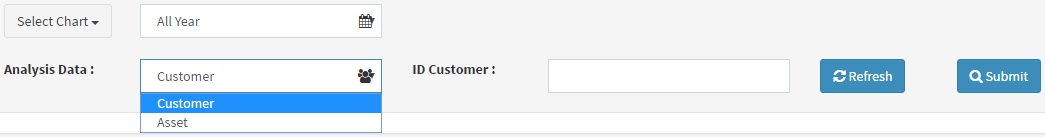 Select Chart
All Year
Analysis Data :
Customer
ID Customer :
Refresh
Submit
Customer
Asset